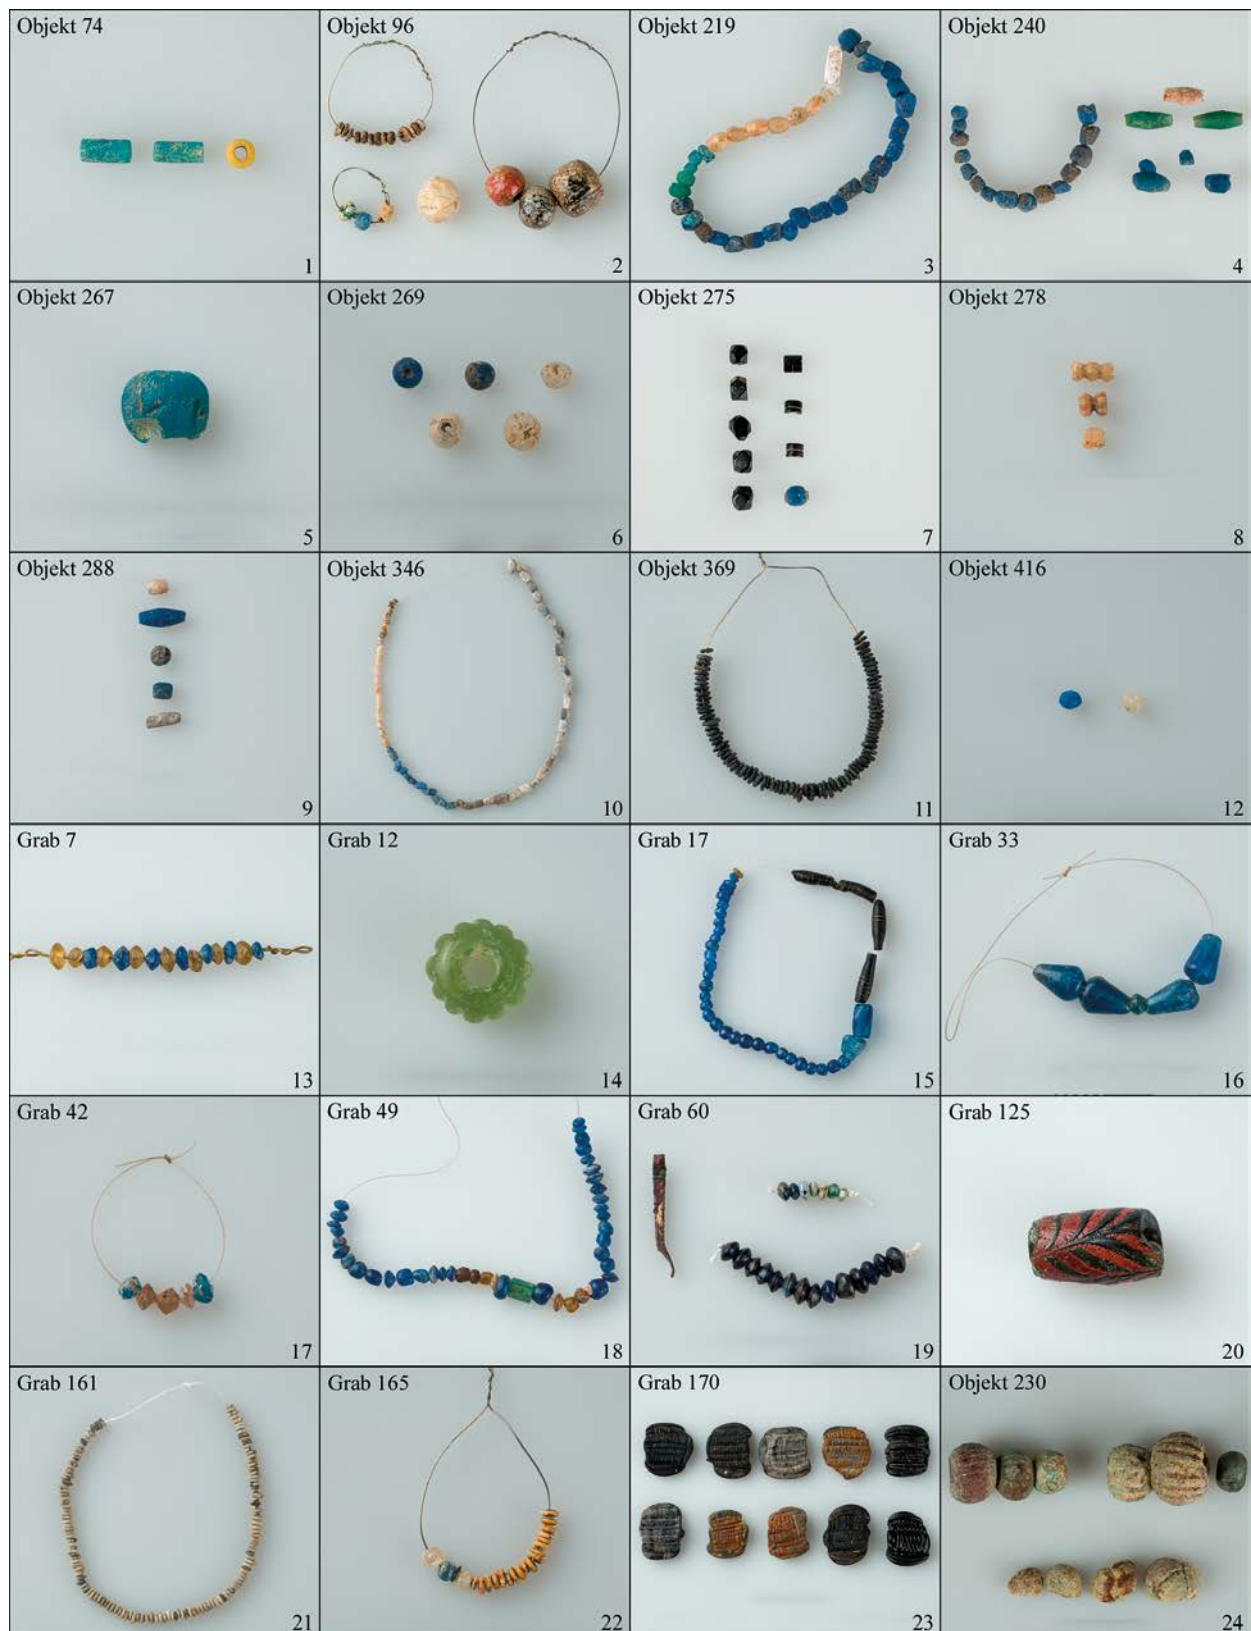 Objekt 74
1
Objekt 96
2
Objekt 219
3
Objekt 240
4
Objekt 267
5
Objekt 269
6
Objekt 275
7
Objekt 278
8
Objekt 288
9
Objekt 346
10
Objekt 369
11
Objekt 416
12
Grab 7
13
Grab 12
14
Grab 17
15
Grab 33
16
Grab 42
17
Grab 49
18
Grab 60
19
Grab 125
20
Grab 161
21
Grab 165
22
Grab 170
23
Objekt 230
24